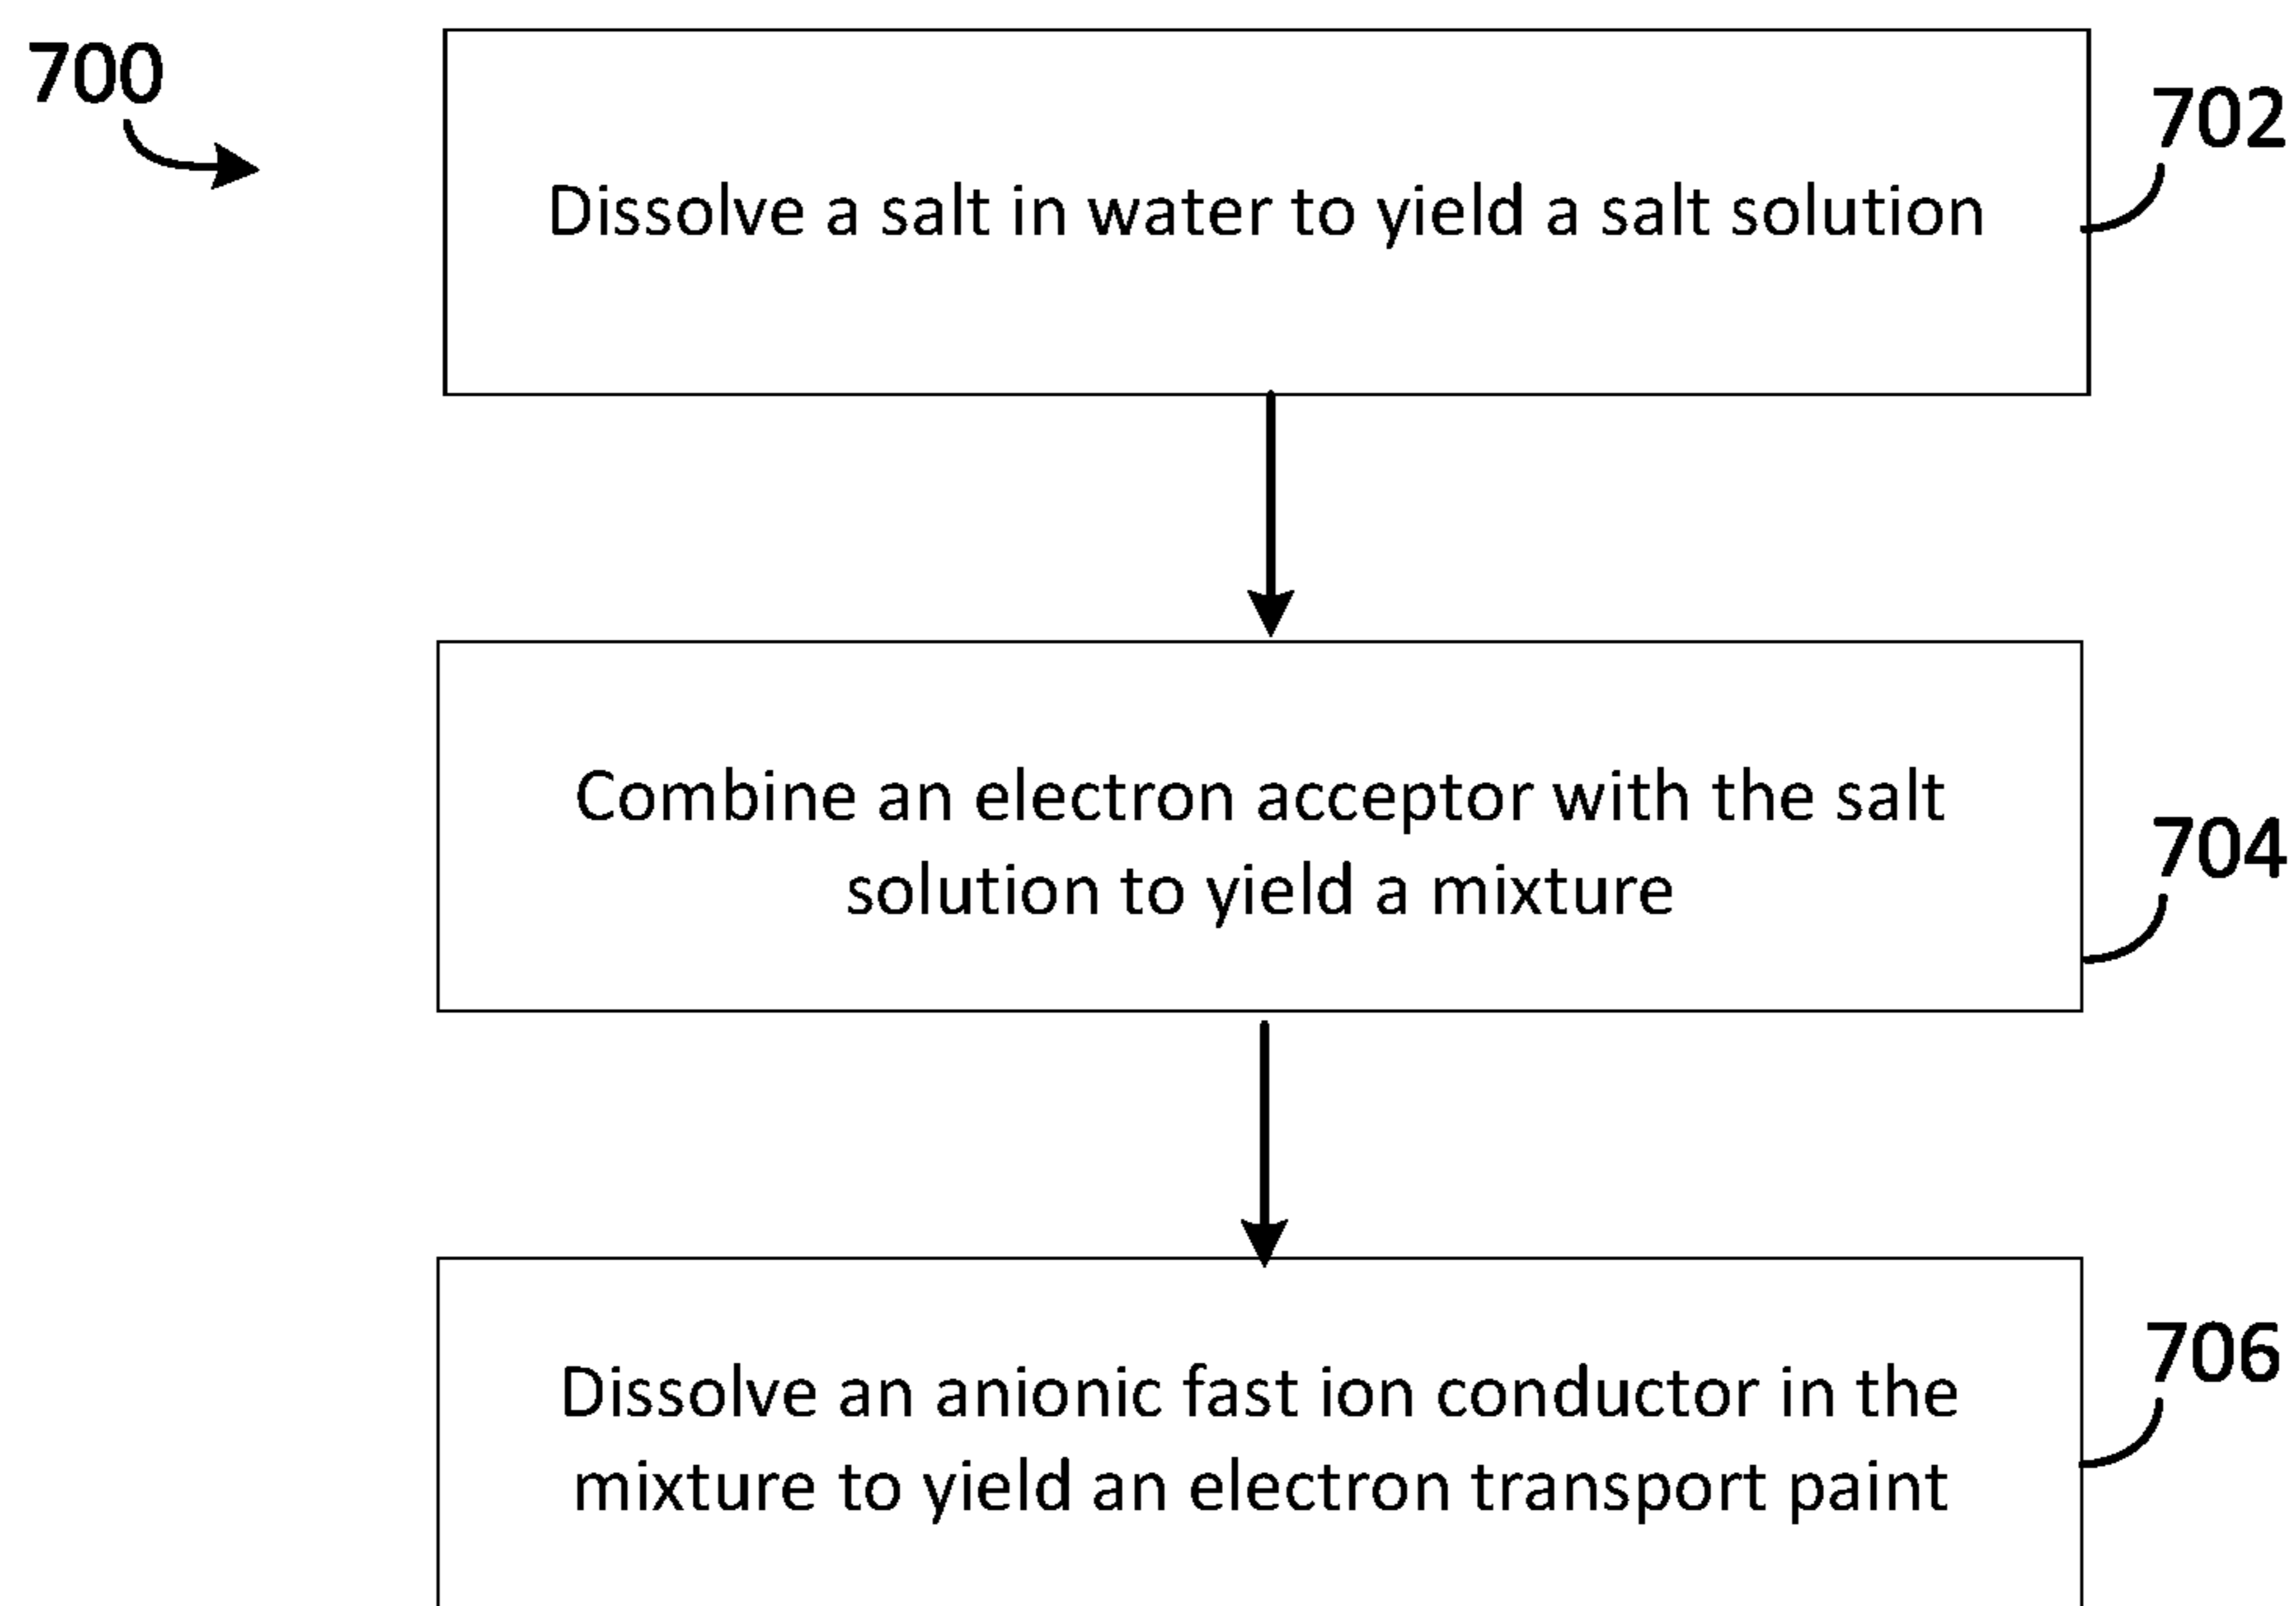 700
702
Dissolve a salt in water to yield a salt solution
Combine an electron acceptor with the salt
solution to yield a mixture
704
Dissolve an anionic fast ion conductor in the
mixture to yield an electron transport paint
706